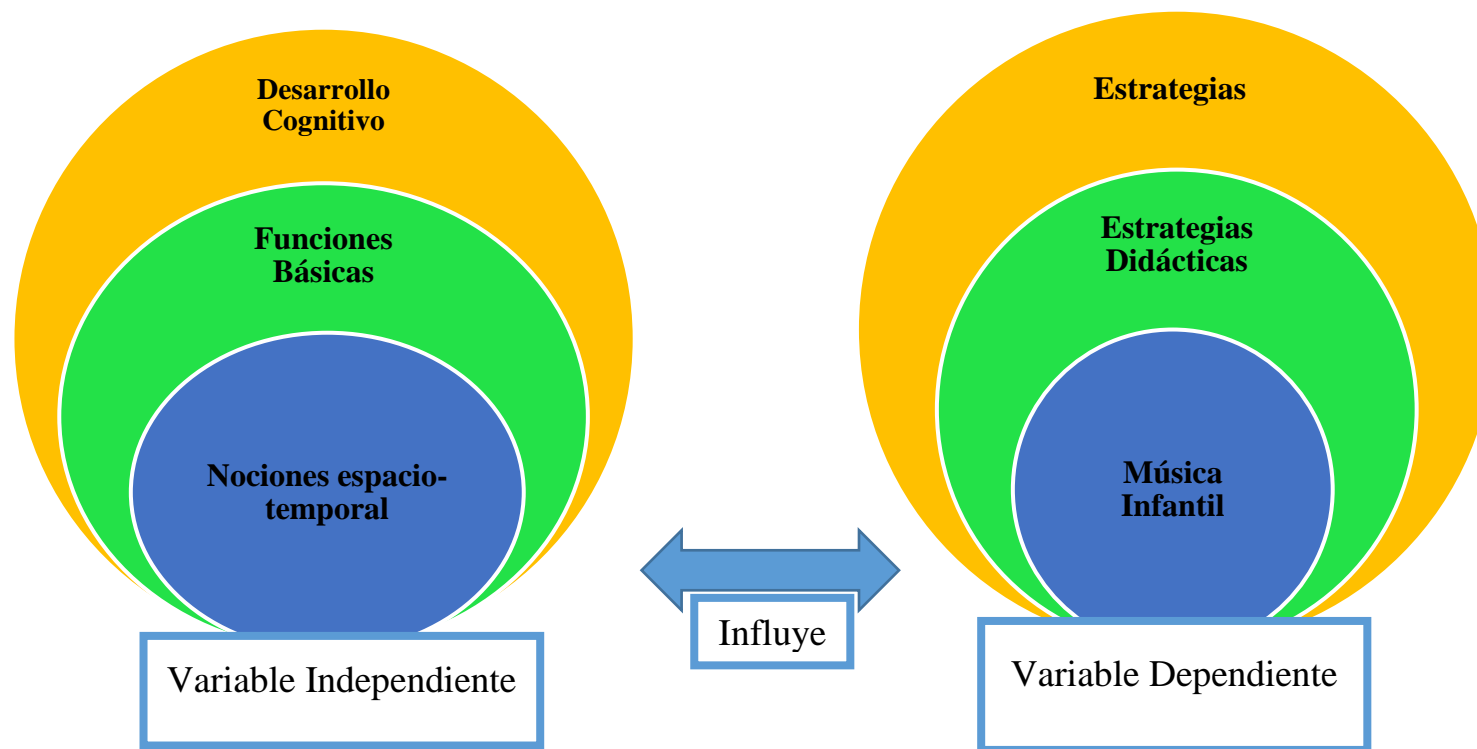 Desarrollo
Cognitivo
Funciones
Básicas
Nociones espacio-
temporal
Variable Independiente
Influye
Estrategias
Estrategias
Didácticas
Música
Infantil
Variable Dependiente